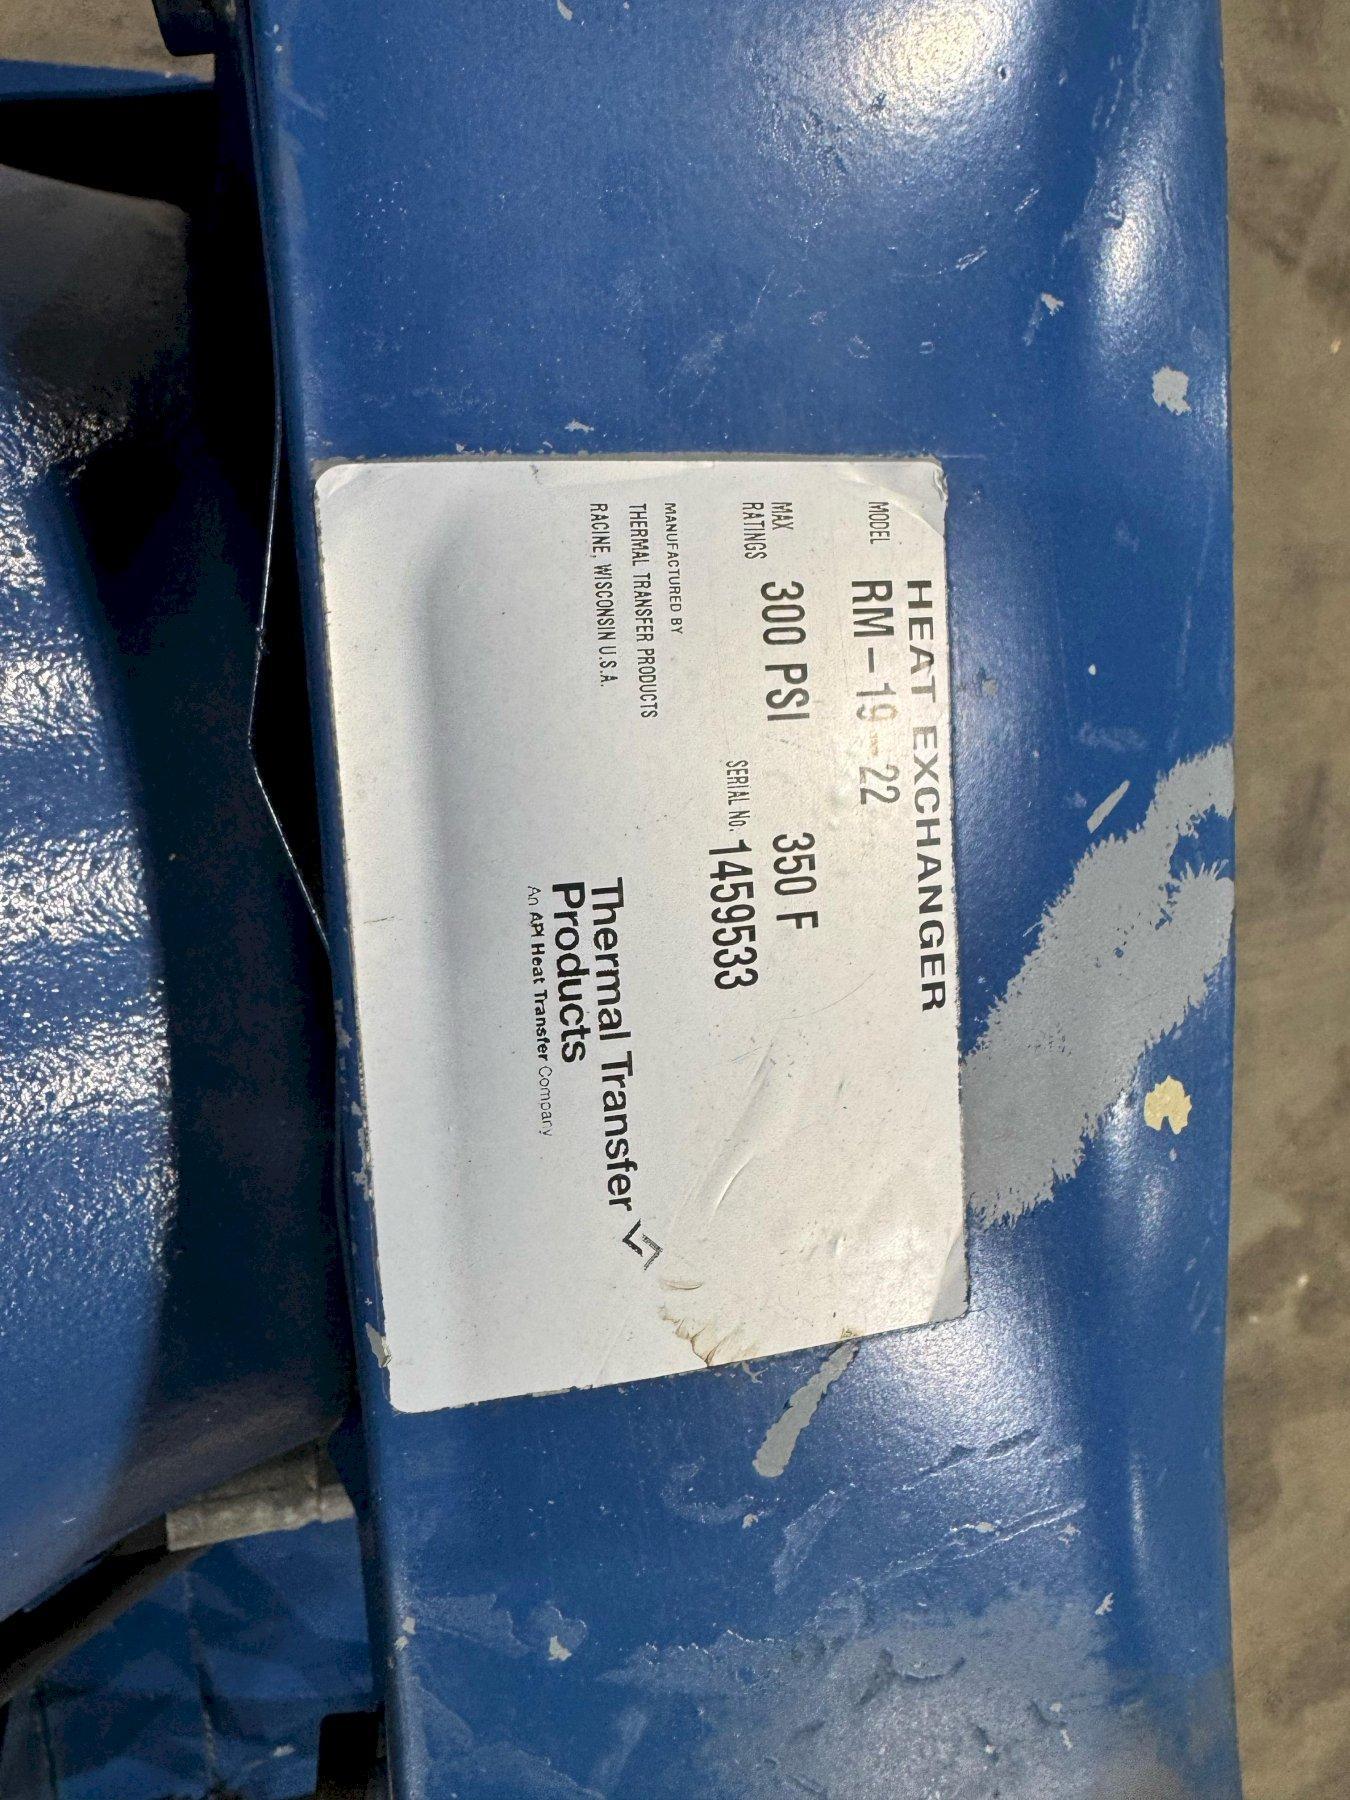 HEAT EXCHANGER
MODEL RM-19-22
MAX RATINGS 300 PSI 350 F
SERIAL No. 1459533
MANUFACTURED BY
THERMAL TRANSFER PRODUCTS
RACINE, WISCONSIN U.S.A.
Thermal Transfer
Products
An API Heat Transfer Company